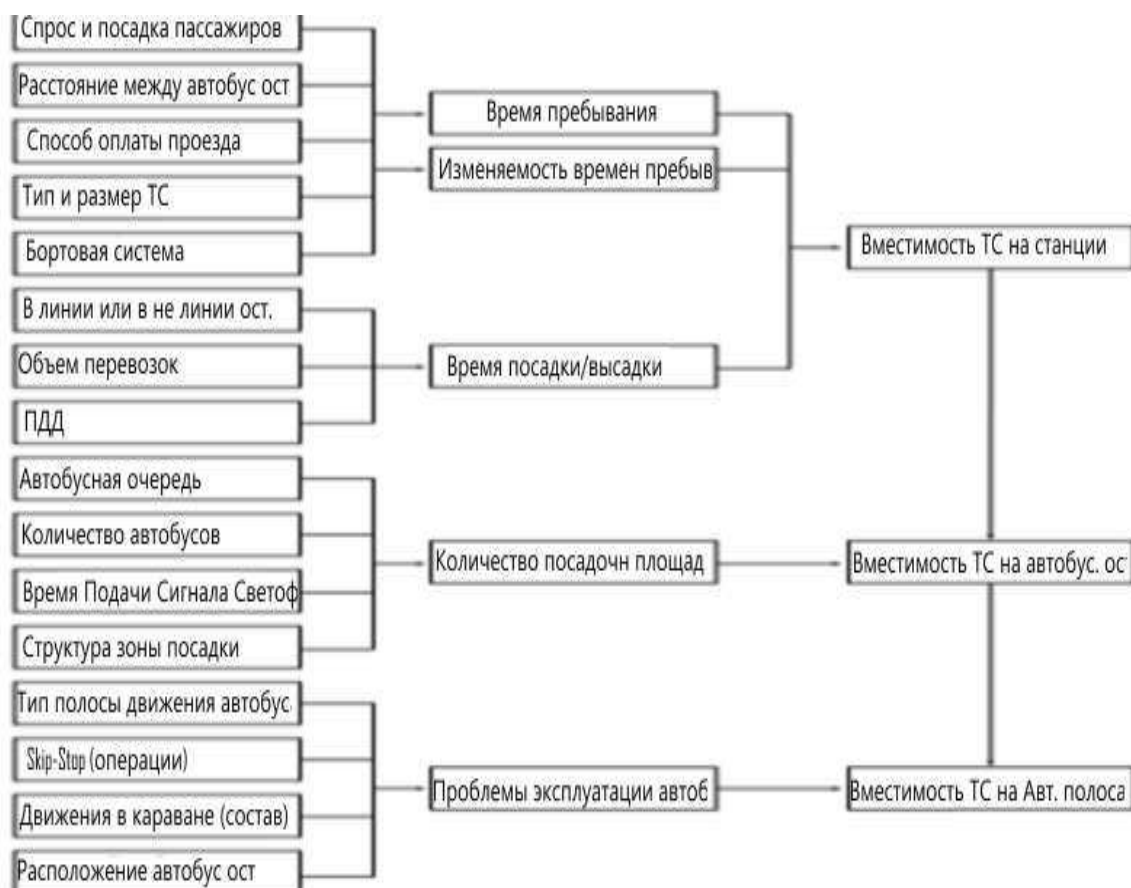 Спрос и посадка пассажиров
Расстояние между автобус ост
Способ оплаты проезда
Тип и размер ТС
Бортовая система
В линии или в не линии ост.
Объем перевозок
ПДД
Автобусная очередь
Количество автобусов
Время Подачи Сигнала Светоф
Структура зоны посадки
Тип полосы движения автобус
Skip-Stop (операции)
Движения в караване (состав)
Расположение автобус ост
Время пребывания
Изменяемость времен пребыв
Время посадки/высадки
Количество посадочн площад
Проблемы эксплуатации автоб
Вместимость ТС на станции
Вместимость ТС на автобус. ост
Вместимость ТС на Авт. полоса